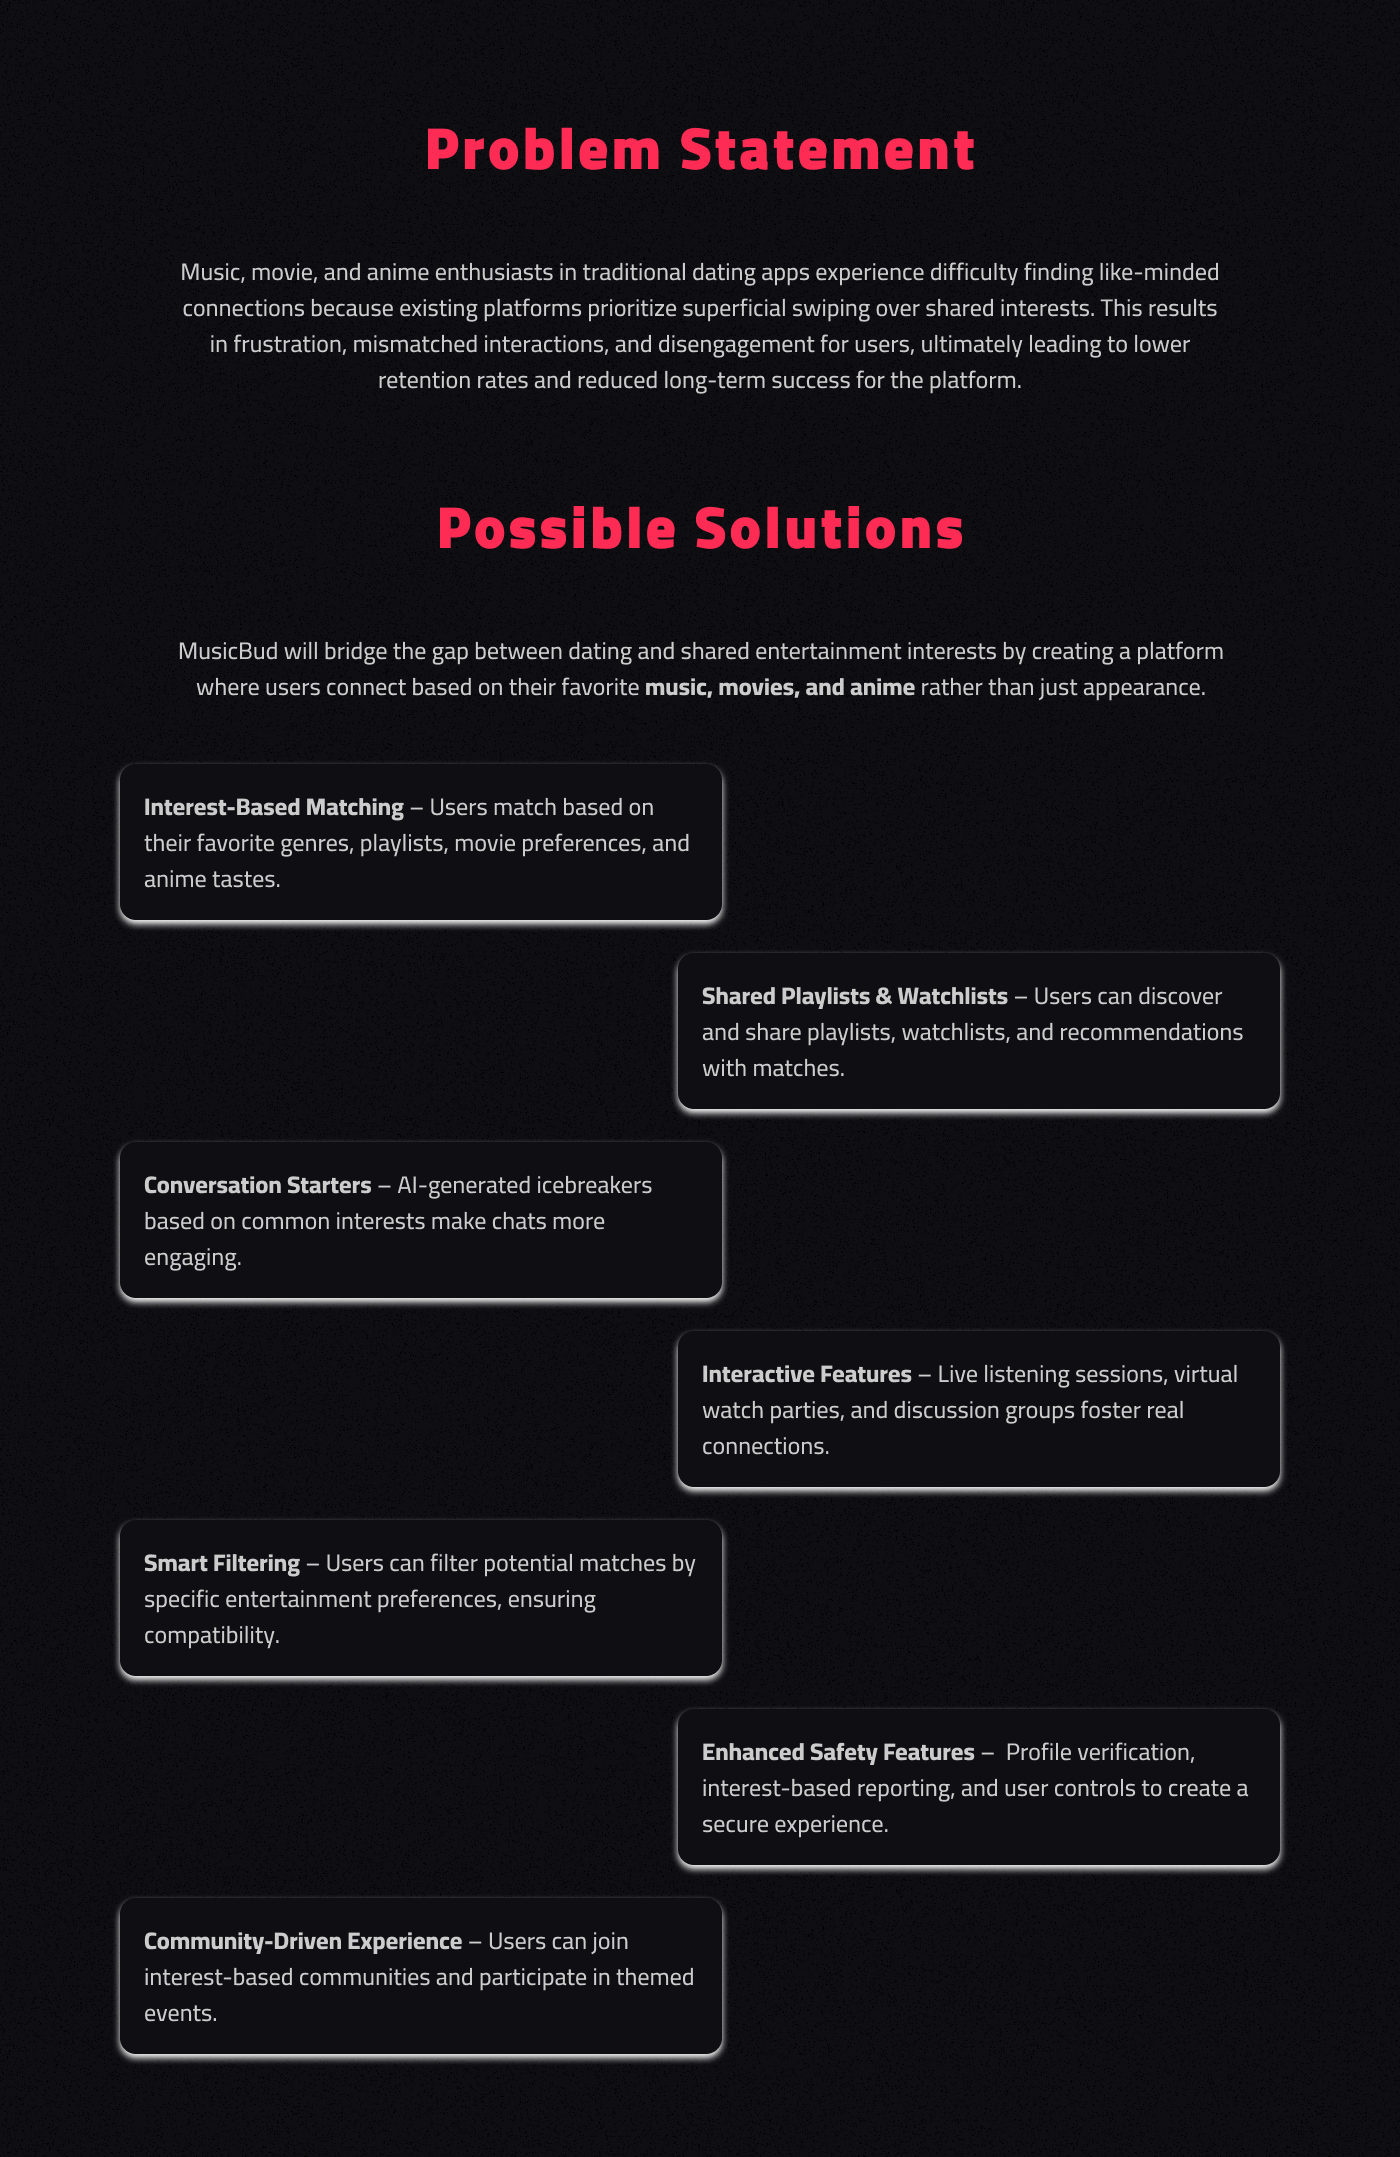 Problem Statement
Music, movie, and anime enthusiasts in traditional dating apps experience difficulty finding like-minded
connections because existing platforms prioritize superficial swiping over shared interests. This results
in frustration, mismatched interactions, and disengagement for users, ultimately leading to lower
retention rates and reduced long-term success for the platform.
Possible Solutions
MusicBud will bridge the gap between dating and shared entertainment interests by creating a platform
where users connect based on their favorite music, movies, and anime rather than just appearance.
Interest-Based Matching – Users match based on
their favorite genres, playlists, movie preferences, and
anime tastes.
Shared Playlists & Watchlists – Users can discover
and share playlists, watchlists, and recommendations
with matches.
Conversation Starters – AI-generated icebreakers
based on common interests make chats more
engaging.
Interactive Features – Live listening sessions, virtual
watch parties, and discussion groups foster real
connections.
Smart Filtering – Users can filter potential matches by
specific entertainment preferences, ensuring
compatibility.
Enhanced Safety Features –  Profile verification,
interest-based reporting, and user controls to create a
secure experience.
Community-Driven Experience – Users can join
interest-based communities and participate in themed
events.